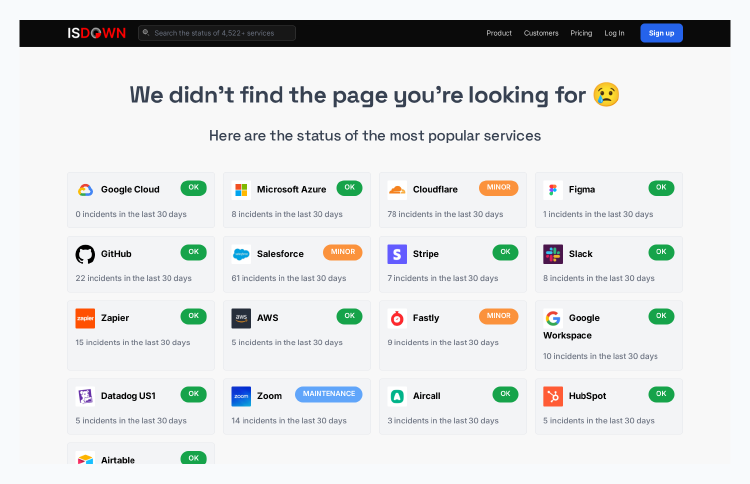 ISDOWN
Search the status of 4,522+ services
Product
Customers
Pricing
Log In
Sign up
We didn't find the page you're looking for 😢
Here are the status of the most popular services
Google Cloud
OK
0 incidents in the last 30 days
Microsoft Azure
OK
8 incidents in the last 30 days
Cloudflare
MINOR
78 incidents in the last 30 days
Figma
OK
1 incidents in the last 30 days
GitHub
OK
22 incidents in the last 30 days
salesforce
Salesforce
MINOR
61 incidents in the last 30 days
Stripe
OK
7 incidents in the last 30 days
Slack
OK
8 incidents in the last 30 days
zapier
Zapier
OK
15 incidents in the last 30 days
aws
AWS
OK
5 incidents in the last 30 days
Fastly
MINOR
9 incidents in the last 30 days
Google
Workspace
OK
10 incidents in the last 30 days
Datadog US1
OK
5 incidents in the last 30 days
zoom
Zoom
MAINTENANCE
14 incidents in the last 30 days
Aircall
OK
3 incidents in the last 30 days
HubSpot
OK
5 incidents in the last 30 days
Airtable
OK